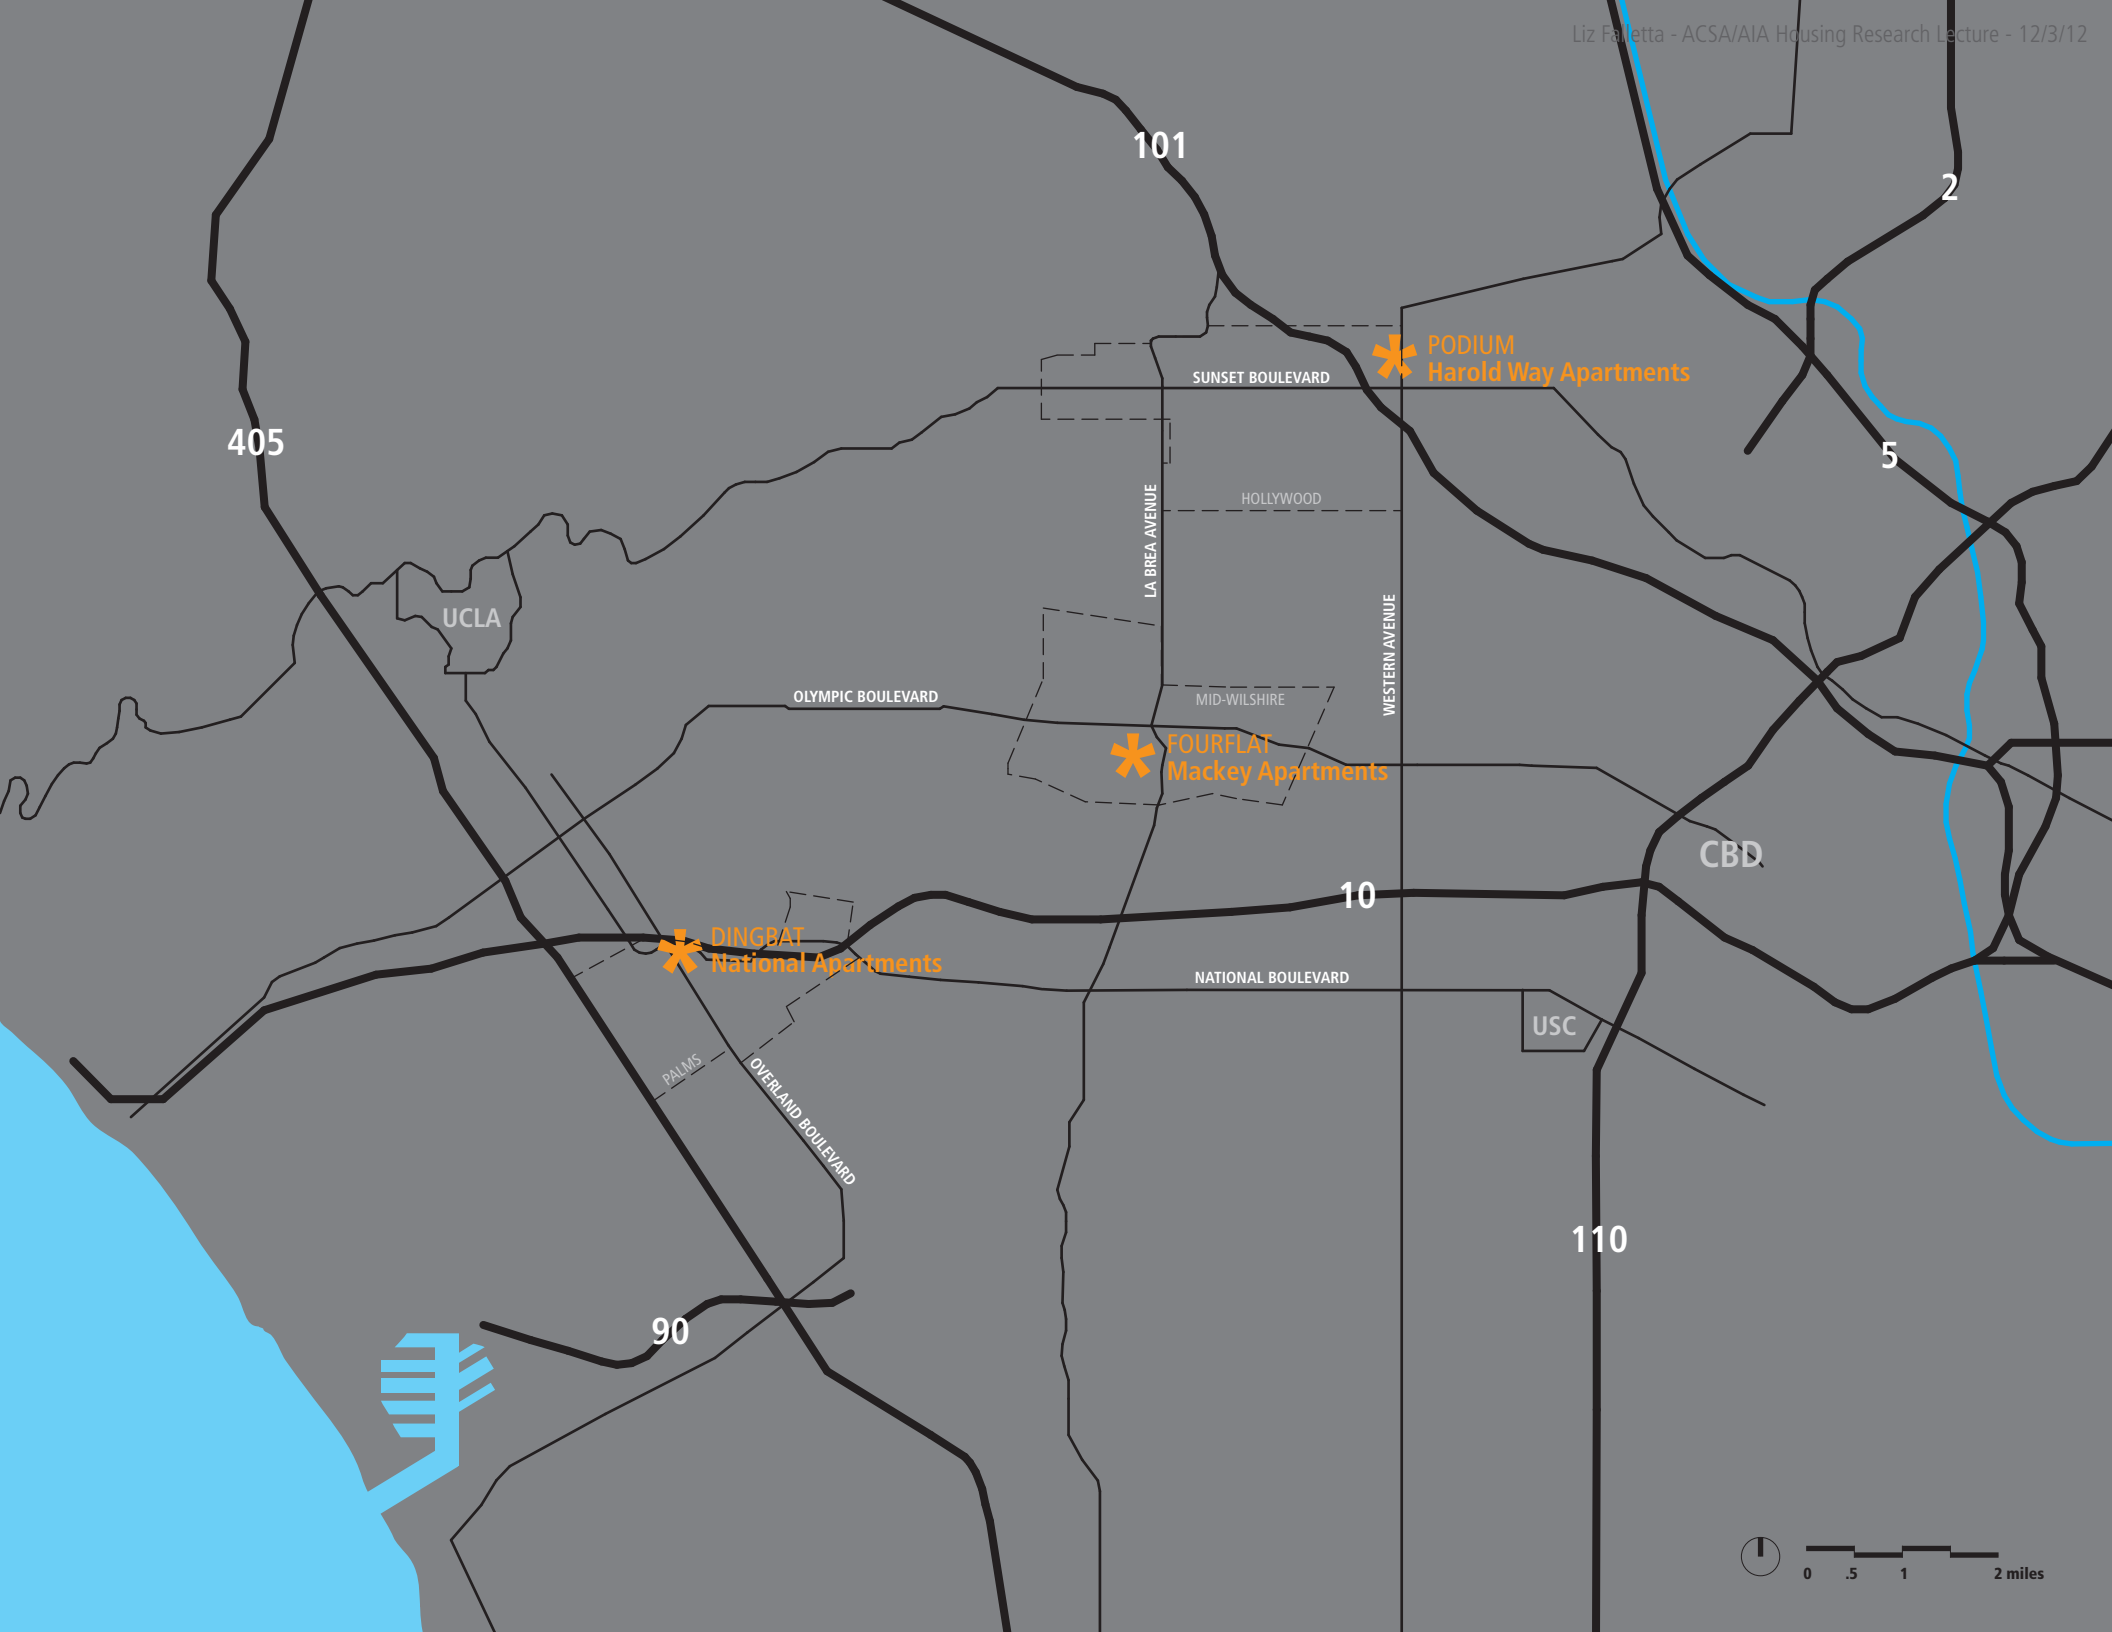 Liz Falletta - ACSA/AIA Housing Research Lecture - 12/3/12
101
2
PODIUM
Harold Way Apartments
SUNSET BOULEVARD
405
5
HOLLYWOOD
LA BREA AVENUE
UCLA
WESTERN AVENUE
OLYMPIC BOULEVARD
MID-WILSHIRE
FOURFLAT
Mackey Apartments
CBD
10
DINGBAT
National Apartments
NATIONAL BOULEVARD
USC
PALMS
OVERLAND BOULEVARD
110
90
0 .5 1 2 miles